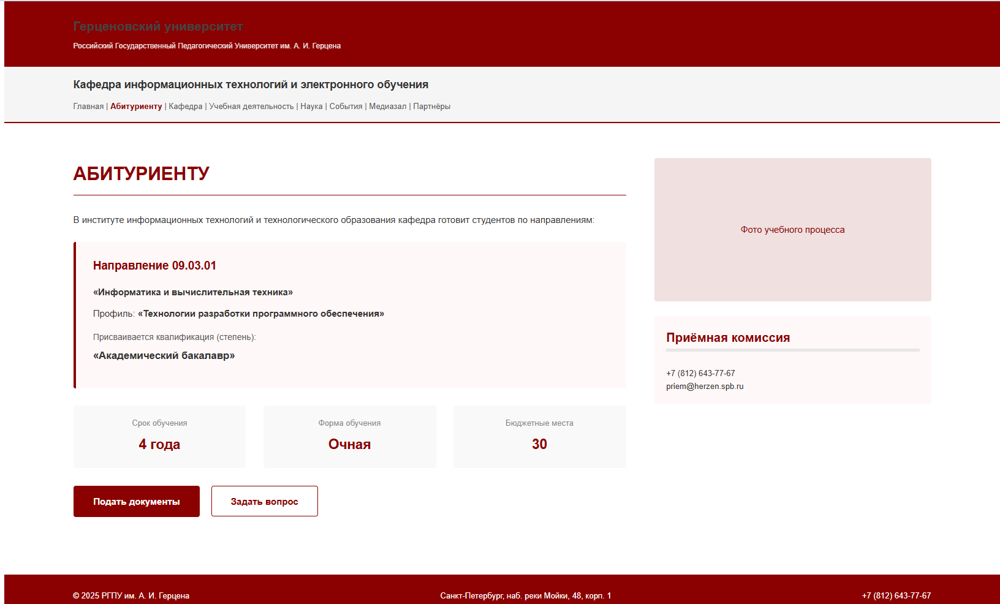 Герценовский университет
Российский Государственный Педагогический Университет им. А. И. Герцена
Кафедра информационных технологий и электронного обучения
Главная | Абитуриенту | Кафедра | Учебная деятельность | Наука | События | Медиазал | Партнёры
АБИТУРИЕНТУ
В институте информационных технологий и технологического образования кафедра готовит студентов по направлениям:
Направление 09.03.01
«Информатика и вычислительная техника»
Профиль: «Технологии разработки программного обеспечения»
Присваивается квалификация (степень):
«Академический бакалавр»
Срок обучения
4 года
Форма обучения
Очная
Бюджетные места
30
Подать документы
Задать вопрос
Фото учебного процесса
Приёмная комиссия
+7 (812) 643-77-67
priem@herzen.spb.ru
© 2025 РГПУ им. А. И. Герцена
Санкт-Петербург, наб. реки Мойки, 48, корп. 1
+7 (812) 643-77-67